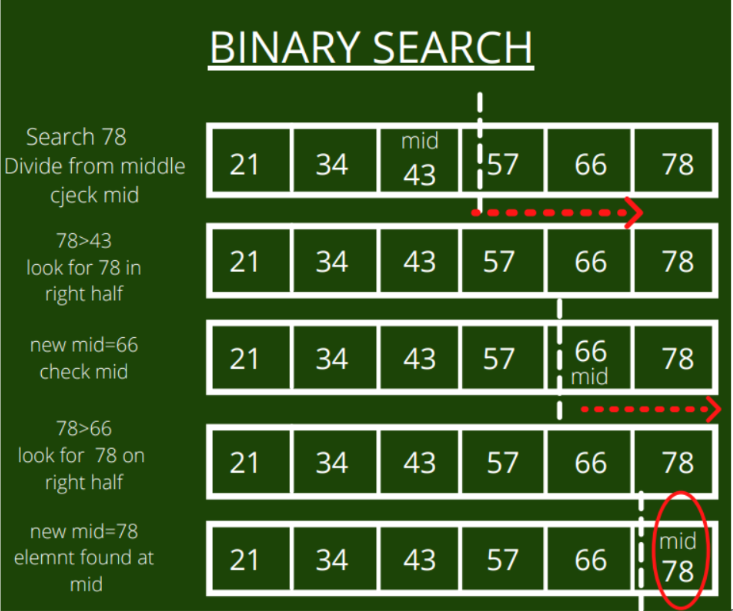 BINARY SEARCH
Search 78
Divide from middle
cjeck mid
mid
21 34 43 57 66 78
78>43
look for 78 in
right half
21 34 43 57 66 78
new mid=66
check mid
21 34 43 57 66 78
mid
78>66
look for 78 on
right half
21 34 43 57 66 78
new mid=78
elemnt found at
mid
mid
21 34 43 57 66 78